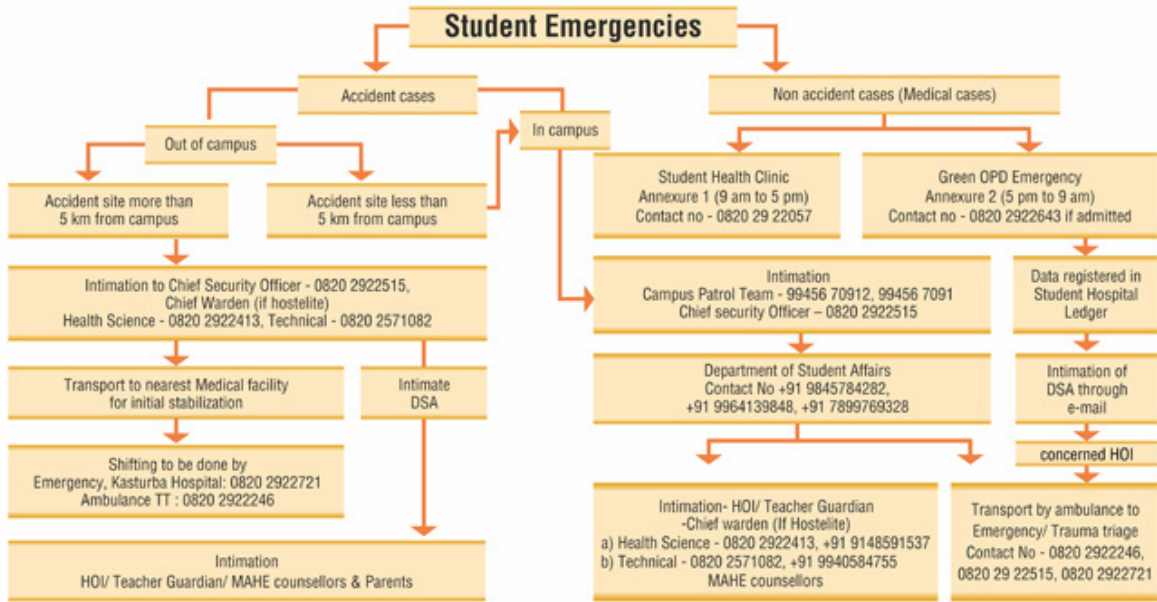 Student Emergencies
Accident cases
Non accident cases (Medical cases)
Out of campus
In campus
Accident site more than
5 km from campus
Accident site less than
5 km from campus
Student Health Clinic
Annexure 1 (9 am to 5 pm)
Contact no - 0820 29 22057
Green OPD Emergency
Annexure 2 (5 pm to 9 am)
Contact no - 0820 2922643 if admitted
Intimation to Chief Security Officer - 0820 2922515,
Chief Warden (if hostelite)
Health Science - 0820 2922413, Technical - 0820 2571082
Intimation
Campus Patrol Team - 99456 70912, 99456 7091
Chief security Officer – 0820 2922515
Data registered in
Student Hospital
Ledger
Transport to nearest Medical facility
for initial stabilization
Intimate
DSA
Department of Student Affairs
Contact No +91 9845784282,
+91 9964139848, +91 7899769328
Intimation of
DSA through
e-mail
concerned HOI
Shifting to be done by
Emergency, Kasturba Hospital: 0820 2922721
Ambulance TT : 0820 2922246
Intimation
HOI/ Teacher Guardian/ MAHE counsellors & Parents
Intimation- HOI/ Teacher Guardian
-Chief warden (If Hostelite)
a) Health Science - 0820 2922413, +91 9148591537
b) Technical - 0820 2571082, +91 9940584755
MAHE counsellors
Transport by ambulance to
Emergency/ Trauma triage
Contact No - 0820 2922246,
0820 29 22515, 0820 2922721